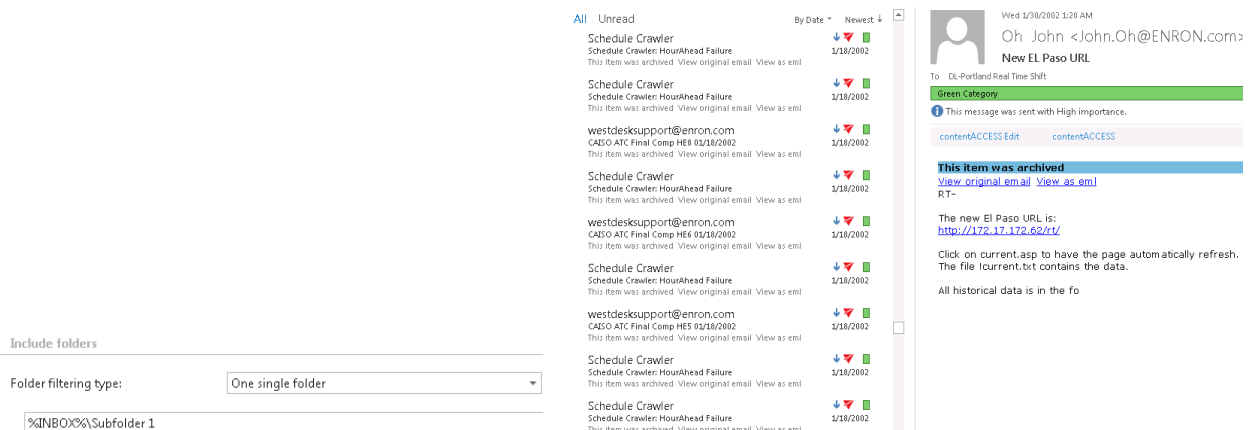 Include folders
Folder filtering type:
One single folder
%INBOX%\Subfolder 1
All Unread By Date Newest
Schedule Crawler
Schedule Crawler: HourAhead Failure 1/18/2002
This item was archived View original email View as eml
Schedule Crawler
Schedule Crawler: HourAhead Failure 1/18/2002
This item was archived View original email View as eml
westdesksupport@enron.com
CAISO ATC Final Comp HE8 01/18/2002 1/18/2002
This item was archived View original email View as eml
Schedule Crawler
Schedule Crawler: HourAhead Failure 1/18/2002
This item was archived View original email View as eml
westdesksupport@enron.com
CAISO ATC Final Comp HE6 01/18/2002 1/18/2002
This item was archived View original email View as eml
Schedule Crawler
Schedule Crawler: HourAhead Failure 1/18/2002
This item was archived View original email View as eml
westdesksupport@enron.com
CAISO ATC Final Comp HE5 01/18/2002 1/18/2002
This item was archived View original email View as eml
Schedule Crawler
Schedule Crawler: HourAhead Failure 1/18/2002
This item was archived View original email View as eml
Schedule Crawler
Schedule Crawler: HourAhead Failure 1/18/2002
This item was archived View original email View as eml
Wed 1/30/2002 1:20 AM
Oh John <John.Oh@ENRON.com>
New EL Paso URL
To DL-Portland Real Time Shift
Green Category
This message was sent with High importance.
contentACCESS Edit contentACCESS
This item was archived
View original email View as eml
RT-
The new El Paso URL is:
http://172.17.172.62/rt/
Click on current.asp to have the page automatically refresh.
The file !current.txt contains the data.
All historical data is in the fo